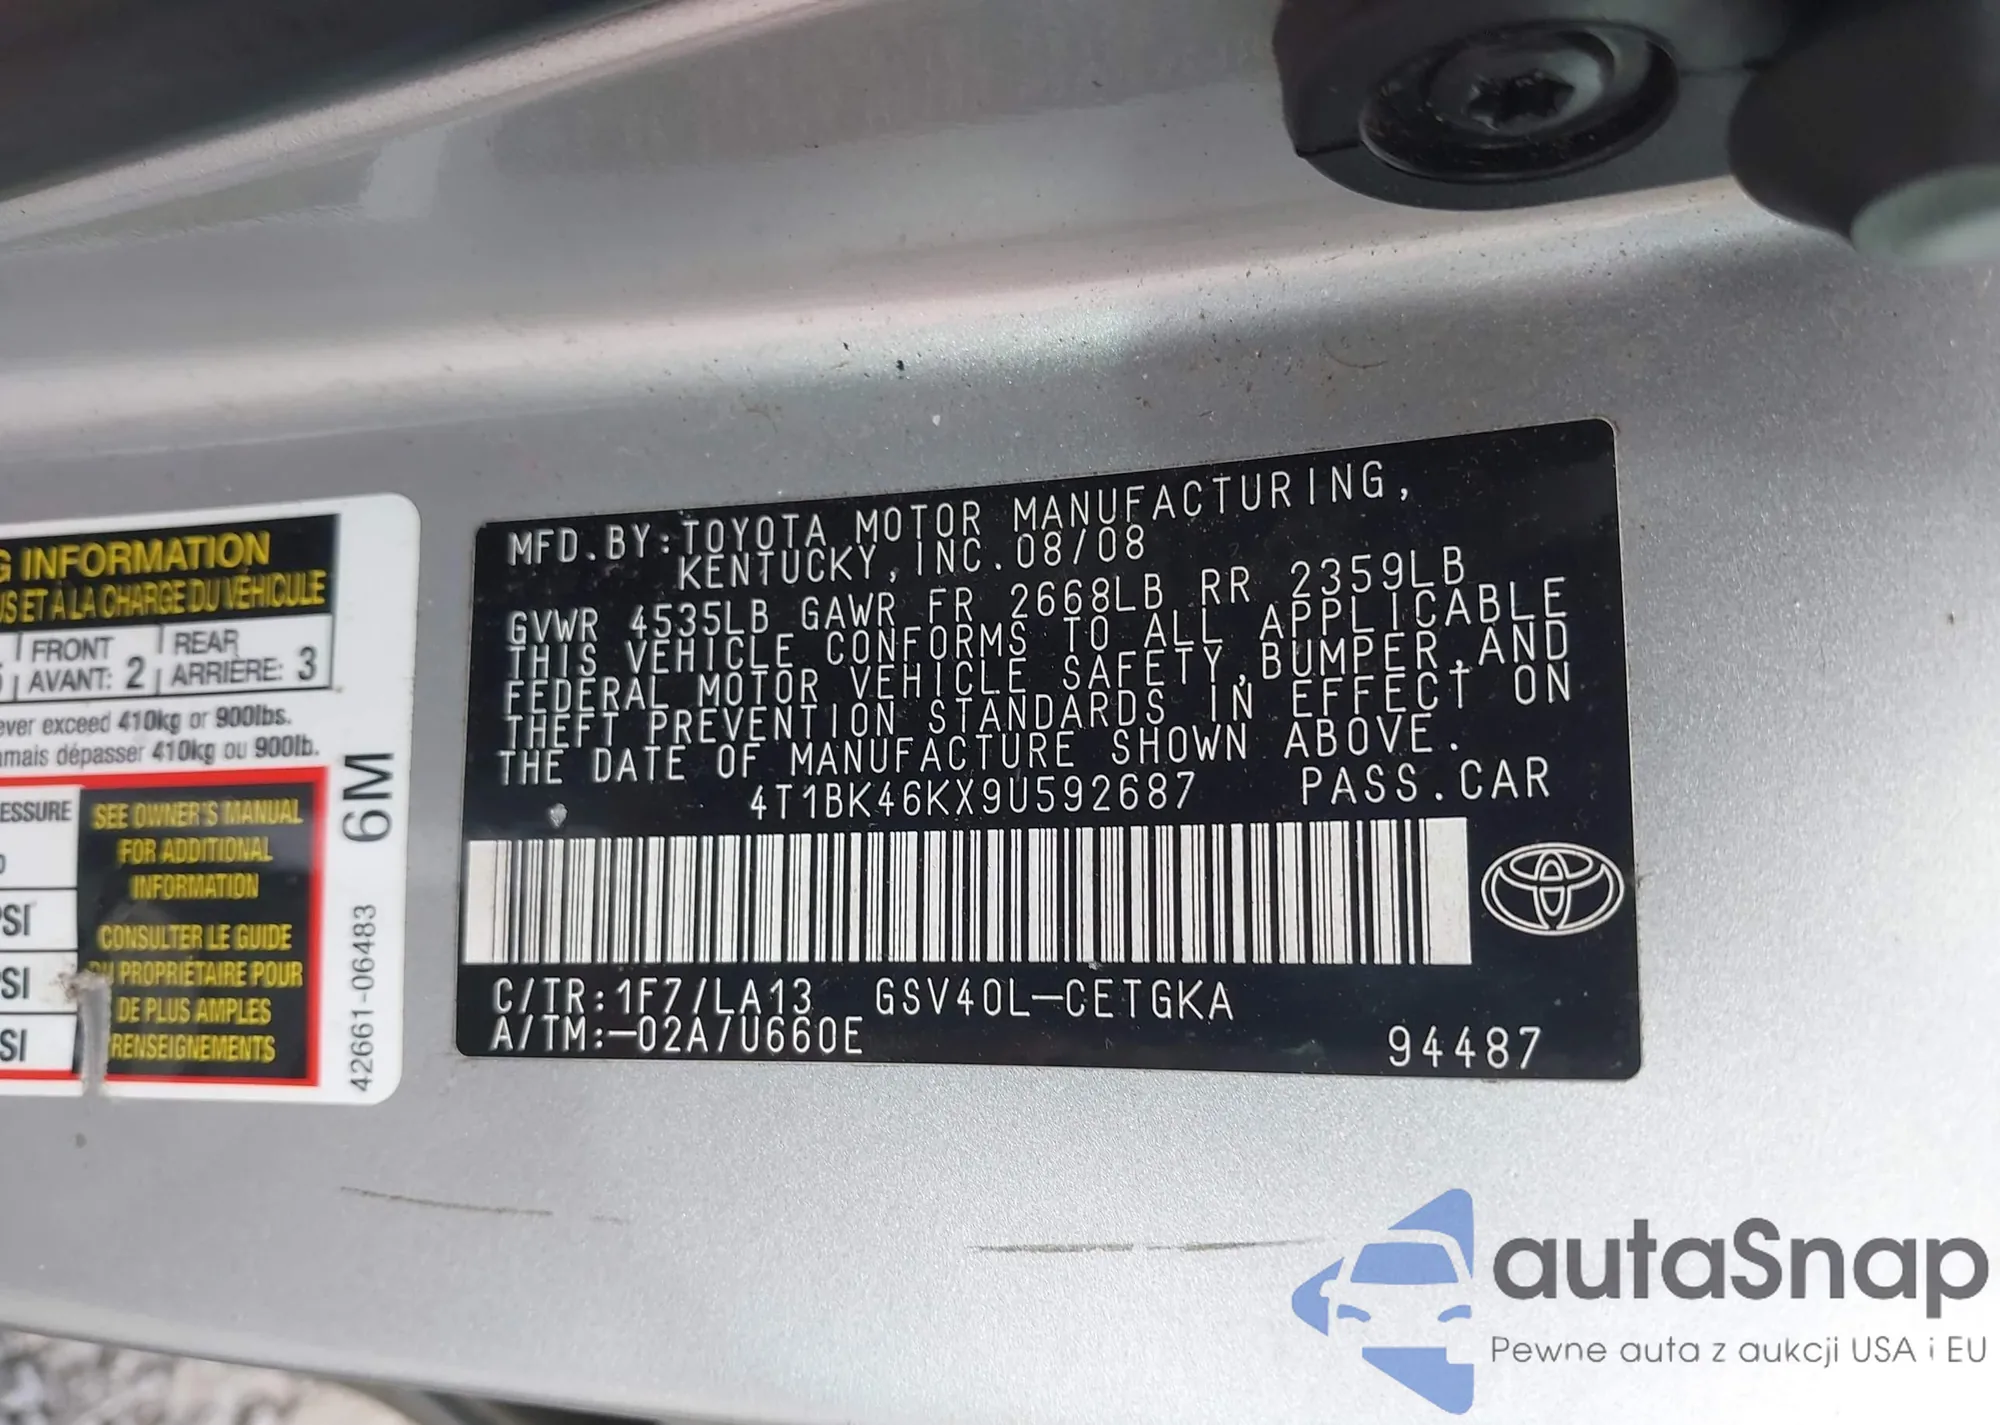 G INFORMATION
US ET À LA CHARGE DU VÉHICULE
FRONT
AVANT: 2
REAR
ARRIÈRE: 3
ever exceed 410kg or 900lbs.
amais dépasser 410kg ou 900lb.
ESSURE
PSI
PSI
SI
SEE OWNER'S MANUAL
FOR ADDITIONAL
INFORMATION
CONSULTER LE GUIDE
DU PROPRIÉTAIRE POUR
DE PLUS AMPLES
RENSEIGNEMENTS
6M
42661-06483
MFD.BY:TOYOTA MOTOR MANUFACTURING,
KENTUCKY,INC.08/08
GVWR 4535LB GAWR FR 2668LB RR 2359LB
THIS VEHICLE CONFORMS TO ALL APPLICABLE
FEDERAL MOTOR VEHICLE SAFETY,BUMPER,AND
THEFT PREVENTION STANDARDS IN EFFECT ON
THE DATE OF MANUFACTURE SHOWN ABOVE.
4T1BK46KX9U592687 PASS.CAR
C/TR:1F7/LA13 GSV40L-CETGKA
A/TM:-02A/U660E 94487
autaSnap
Pewne auta z aukcji USA i EU